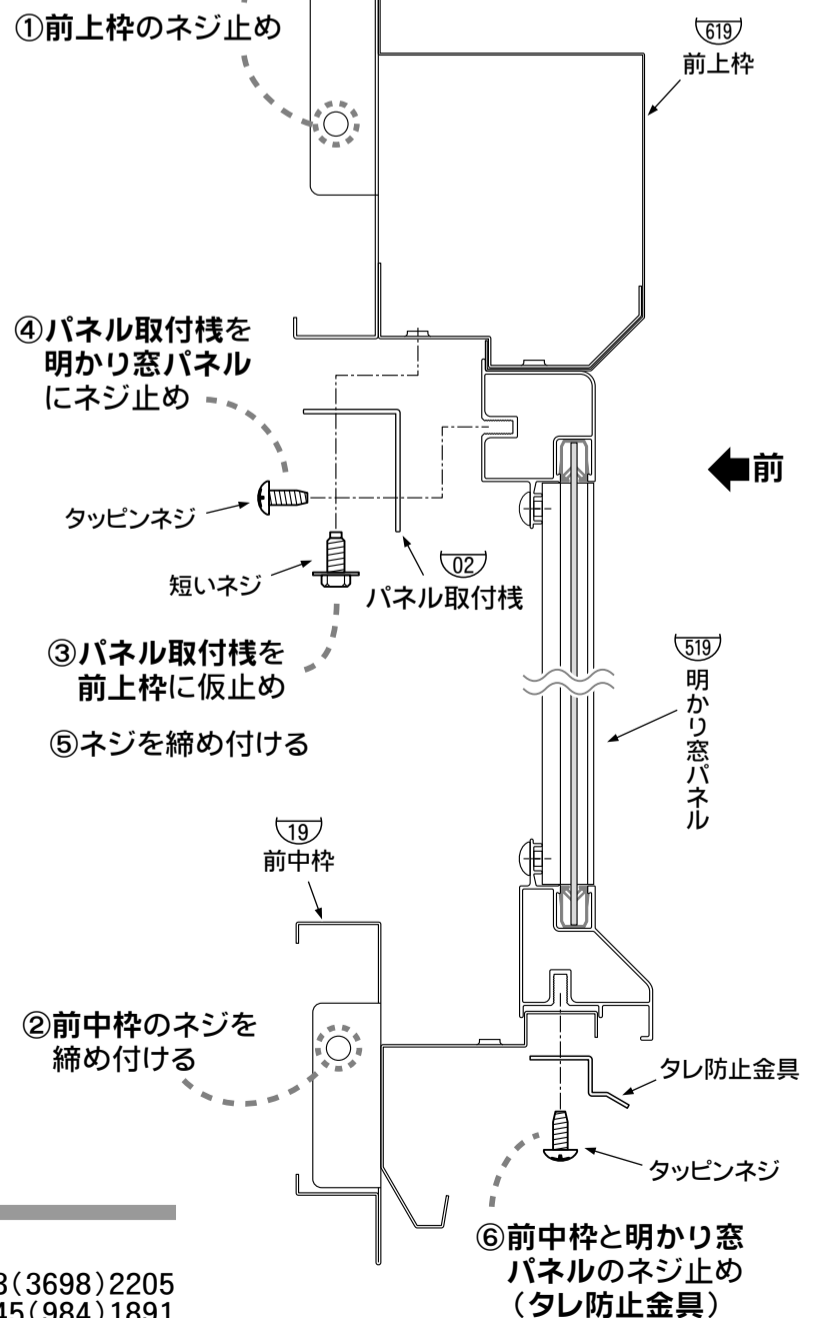 ①前上枠のネジ止め
619
前上枠
④パネル取付桟を
明かり窓パネル
にネジ止め
前
タッピンネジ
短いネジ
02
パネル取付桟
③パネル取付桟を
前上枠に仮止め
519
明かり窓パネル
⑤ネジを締め付ける
19
前中枠
②前中枠のネジを
締め付ける
タレ防止金具
タッピンネジ
⑥前中枠と明かり窓
パネルのネジ止め
（タレ防止金具）
(3698)2205
45(984)1891